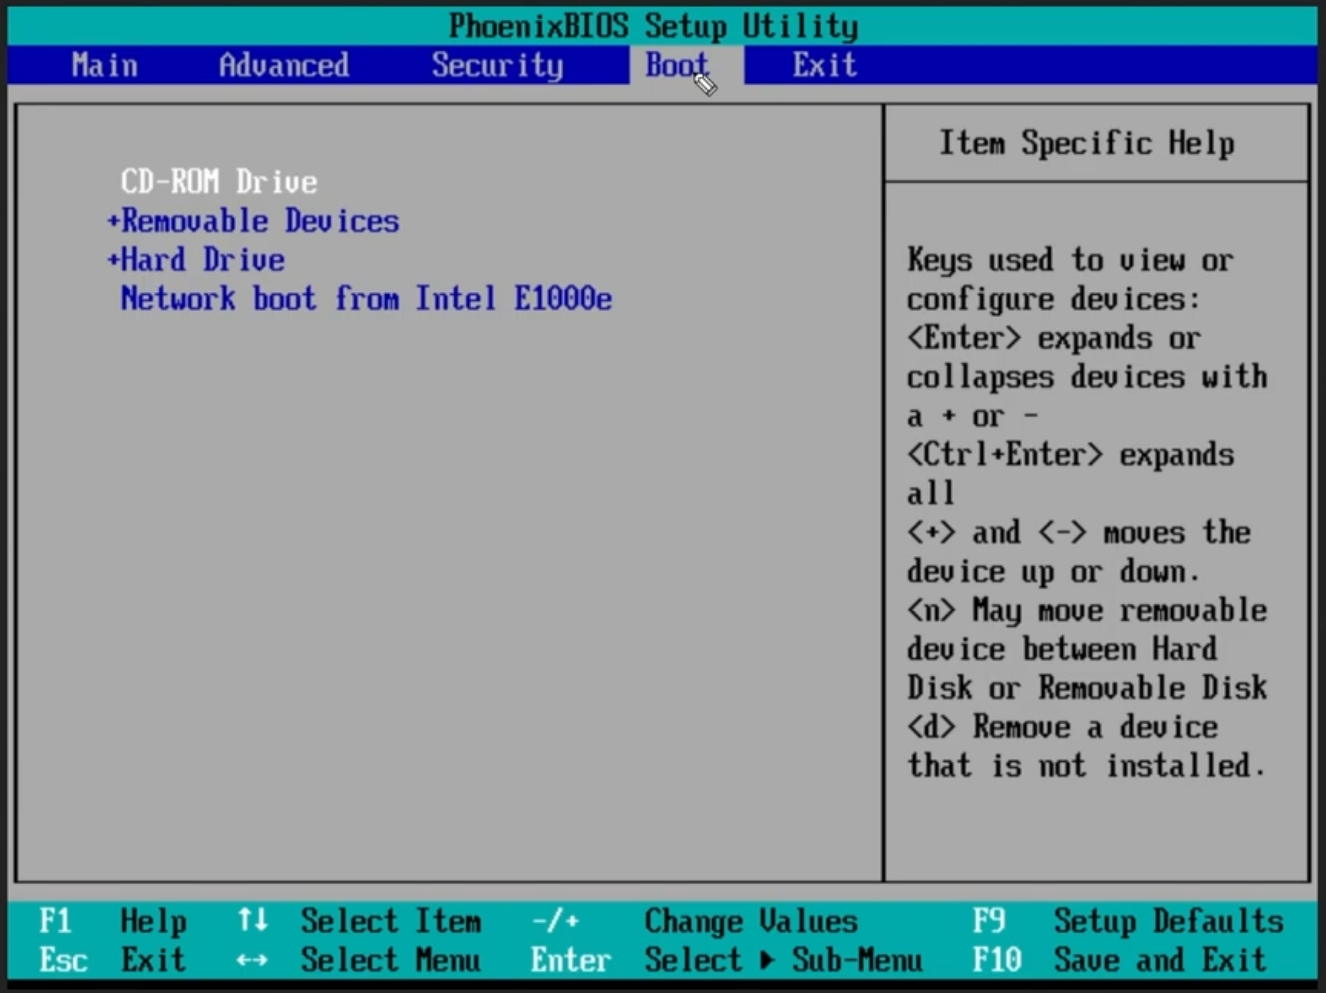 PhoenixBIOS Setup Utility
Main Advanced Security Boot Exit
CD-ROM Drive
+Removable Devices
+Hard Drive
Network boot from Intel E1000e
Item Specific Help
Keys used to view or
configure devices:
<Enter> expands or
collapses devices with
a + or -
<Ctrl+Enter> expands
all
<+> and <-> moves the
device up or down.
<n> May move removable
device between Hard
Disk or Removable Disk
<d> Remove a device
that is not installed.
F1 Help ↑↓ Select Item -/+ Change Values F9 Setup Defaults
Esc Exit ↔ Select Menu Enter Select ▶ Sub-Menu F10 Save and Exit